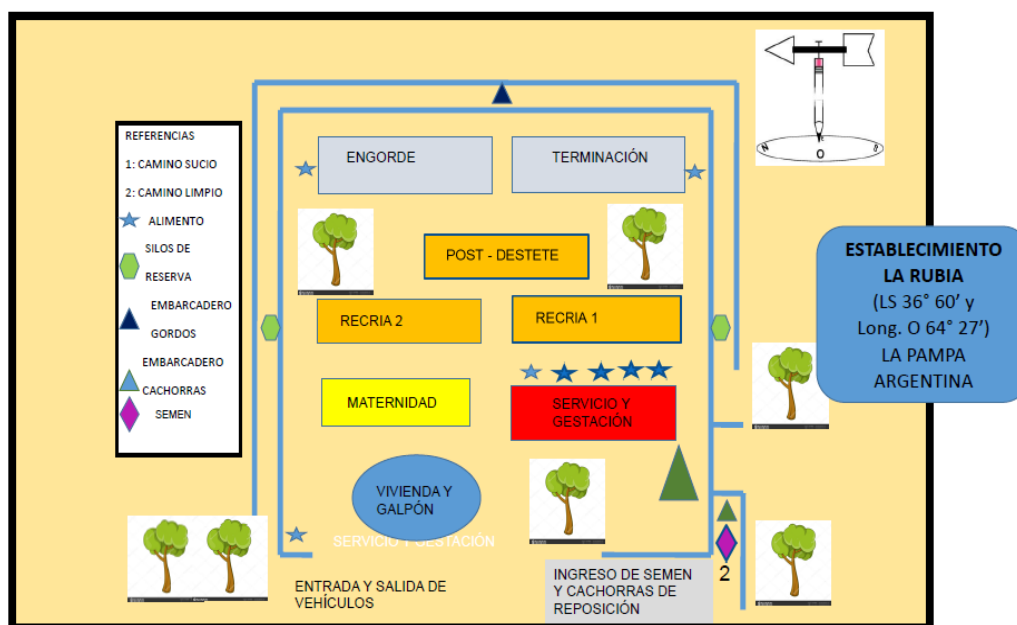 REFERENCIAS
1: CAMINO SUCIO
2: CAMINO LIMPIO
ALIMENTO
SILOS DE
RESERVA
EMBARCADERO
GORDOS
EMBARCADERO
CACHORRAS
SEMEN
ENGORDE
TERMINACIÓN
POST - DESTETE
RECRIA 2
RECRIA 1
MATERNIDAD
SERVICIO Y
GESTACIÓN
VIVIENDA Y
GALPÓN
SERVICIO Y GESTACIÓN
ENTRADA Y SALIDA DE
VEHÍCULOS
INGRESO DE SEMEN
Y CACHORRAS DE
REPOSICIÓN
2
N
O
ESTABLECIMIENTO
LA RUBIA
(LS 36° 60’ y
Long. O 64° 27’)
LA PAMPA
ARGENTINA